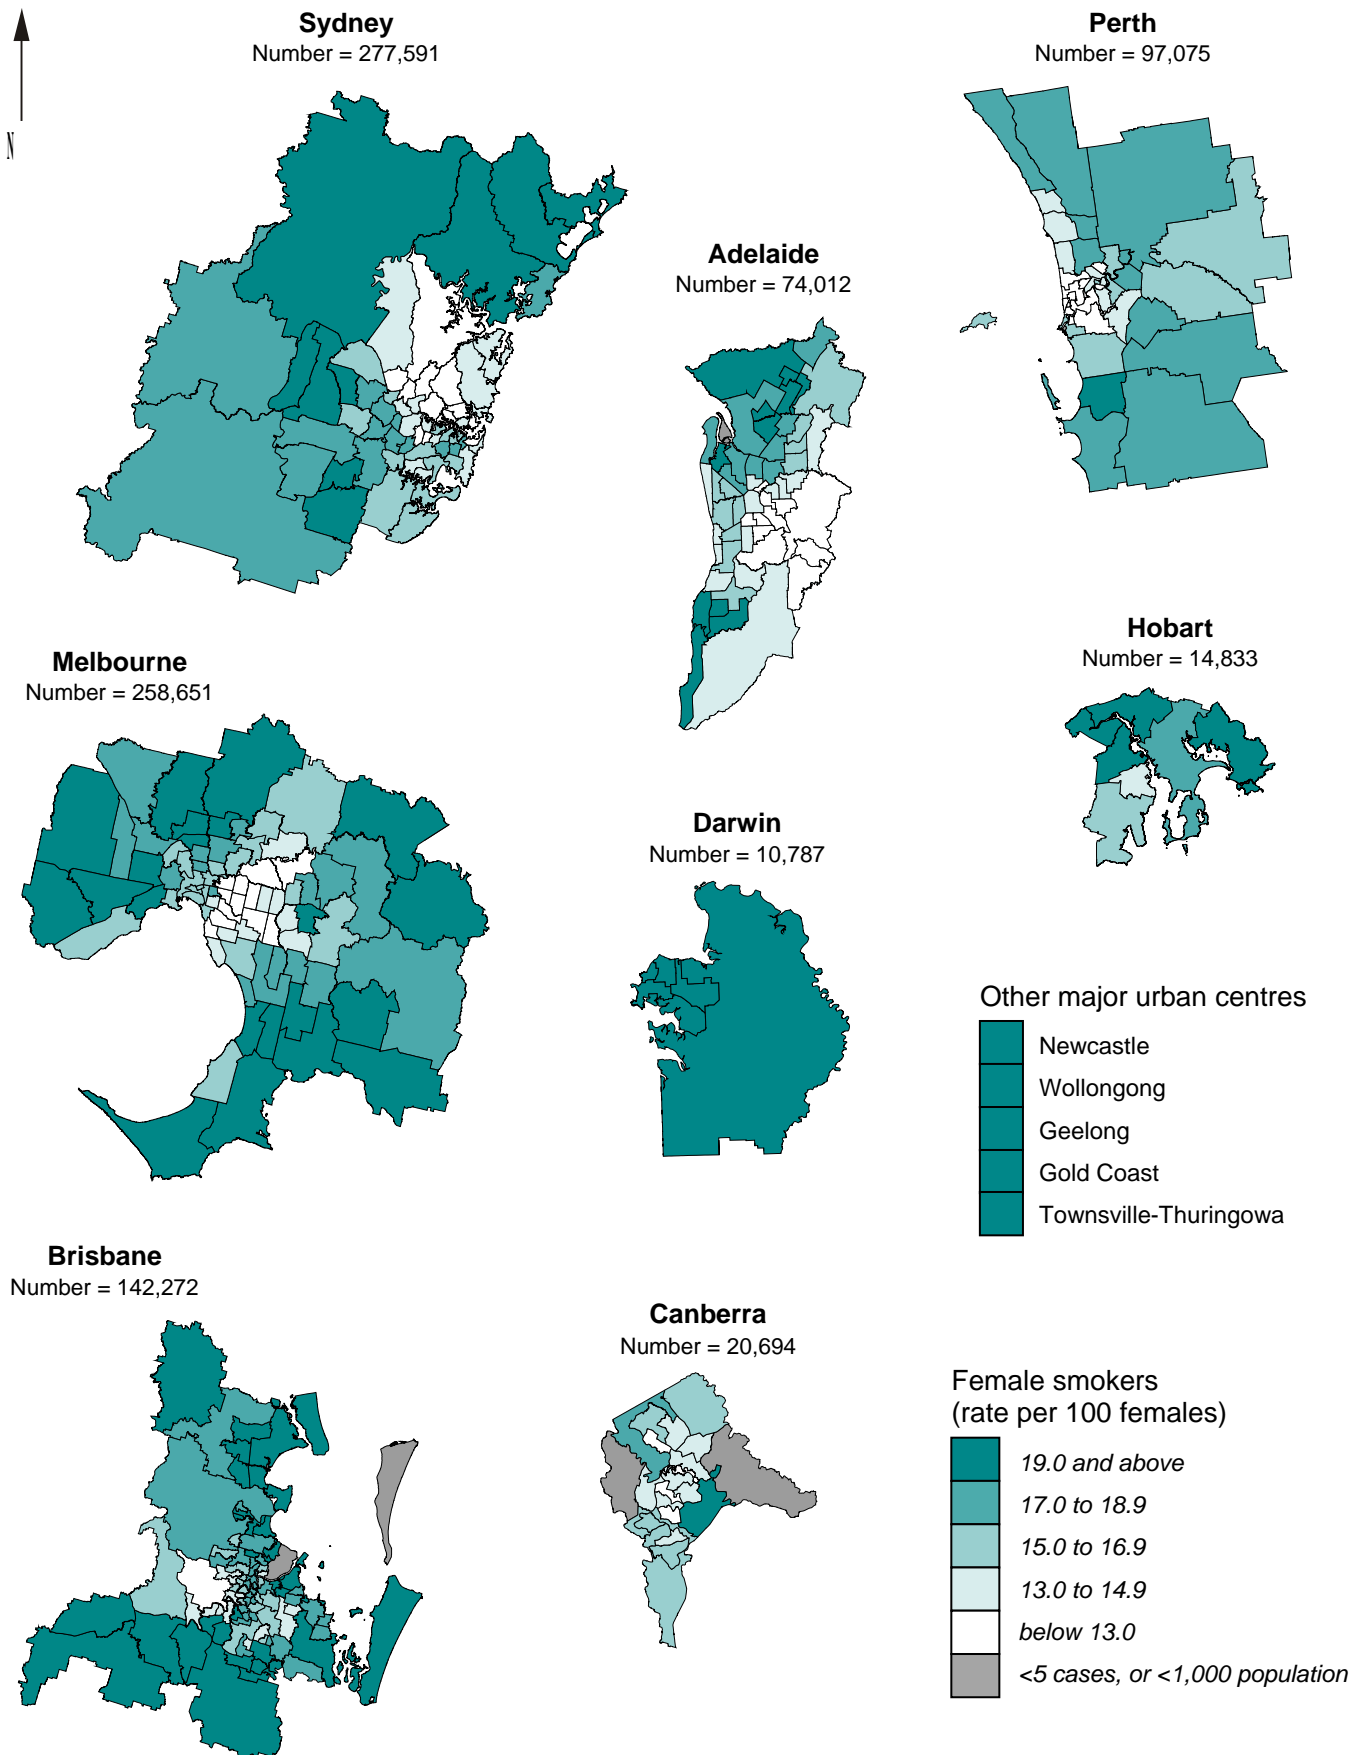 Sydney
Number = 277,591
Perth
Number = 97,075
N
Adelaide
Number = 74,012
Hobart
Number = 14,833
Melbourne
Number = 258,651
Darwin
Number = 10,787
Other major urban centres
Newcastle
Wollongong
Geelong
Gold Coast
Townsville-Thuringowa
Brisbane
Number = 142,272
Canberra
Number = 20,694
Female smokers
(rate per 100 females)
19.0 and above
17.0 to 18.9
15.0 to 16.9
13.0 to 14.9
below 13.0
<5 cases, or <1,000 population